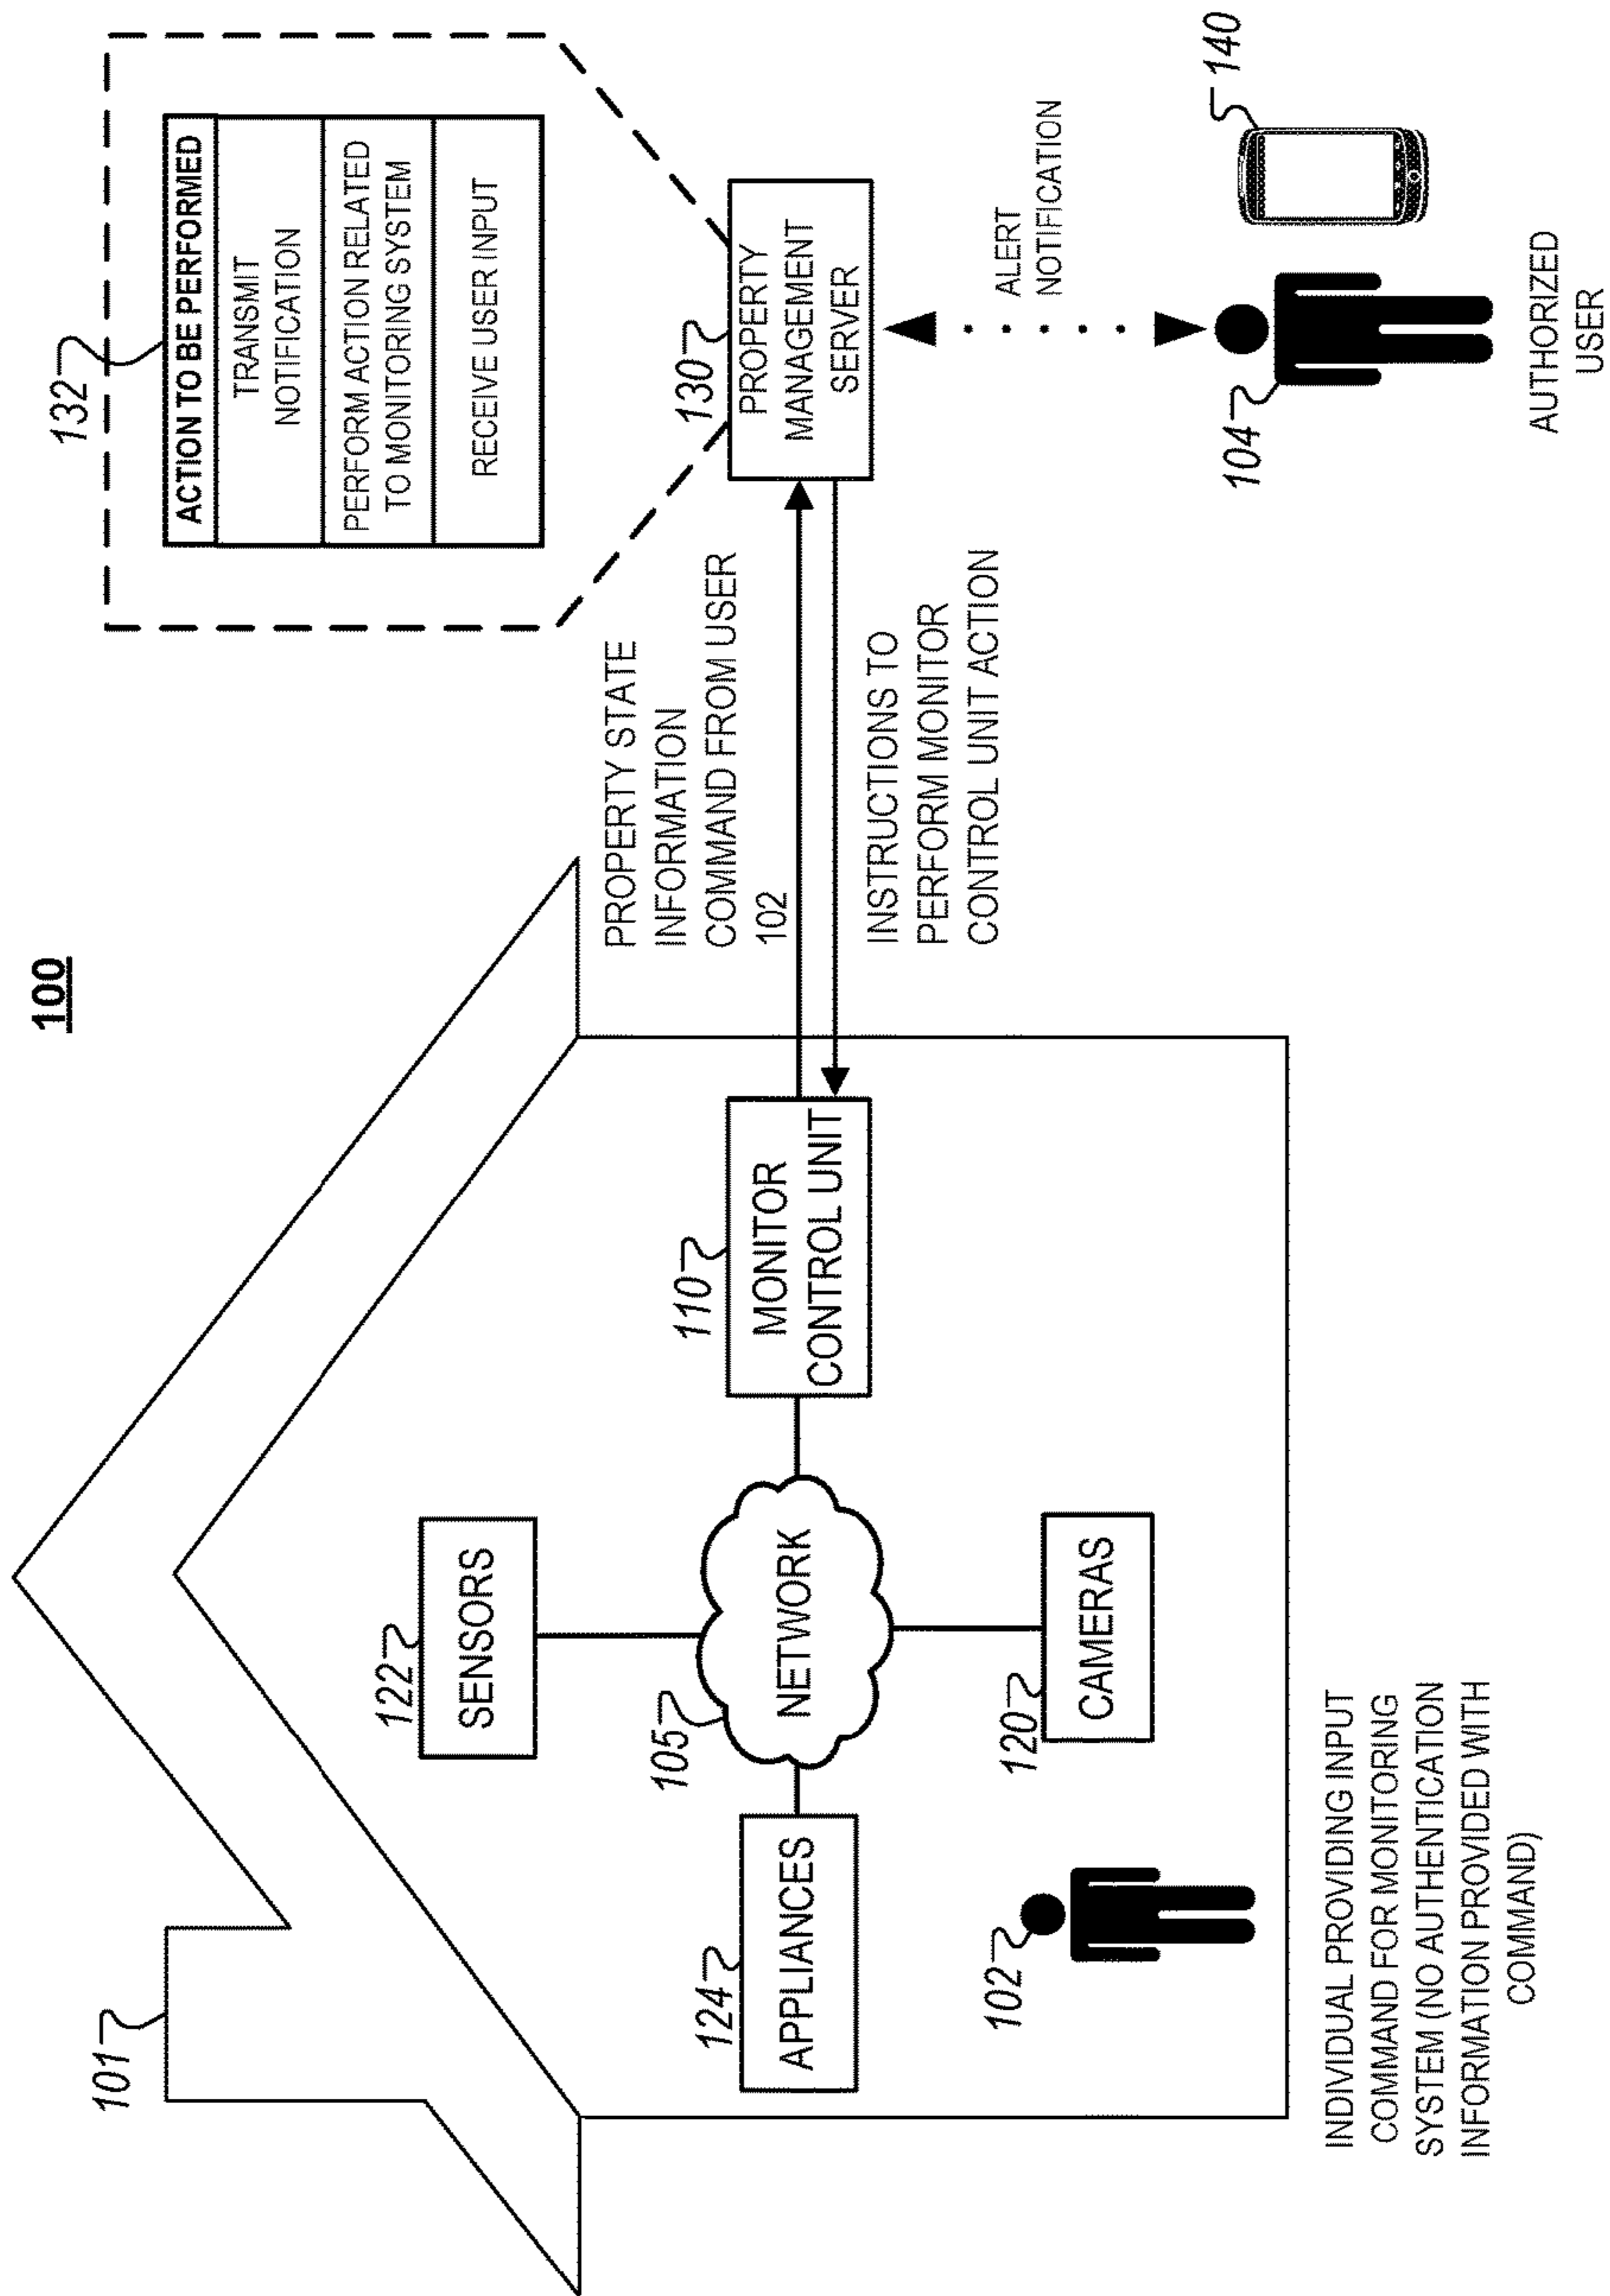 100
101
132
ACTION TO BE PERFORMED
TRANSMIT
NOTIFICATION
PERFORM ACTION RELATED
TO MONITORING SYSTEM
RECEIVE USER INPUT
122
SENSORS
105
NETWORK
124
APPLIANCES
120
CAMERAS
110
MONITOR
CONTROL UNIT
102
PROPERTY STATE
INFORMATION
COMMAND FROM USER
102
INSTRUCTIONS TO
PERFORM MONITOR
CONTROL UNIT ACTION
130
PROPERTY
MANAGEMENT
SERVER
ALERT
NOTIFICATION
140
104
AUTHORIZED
USER
INDIVIDUAL PROVIDING INPUT
COMMAND FOR MONITORING
SYSTEM (NO AUTHENTICATION
INFORMATION PROVIDED WITH
COMMAND)